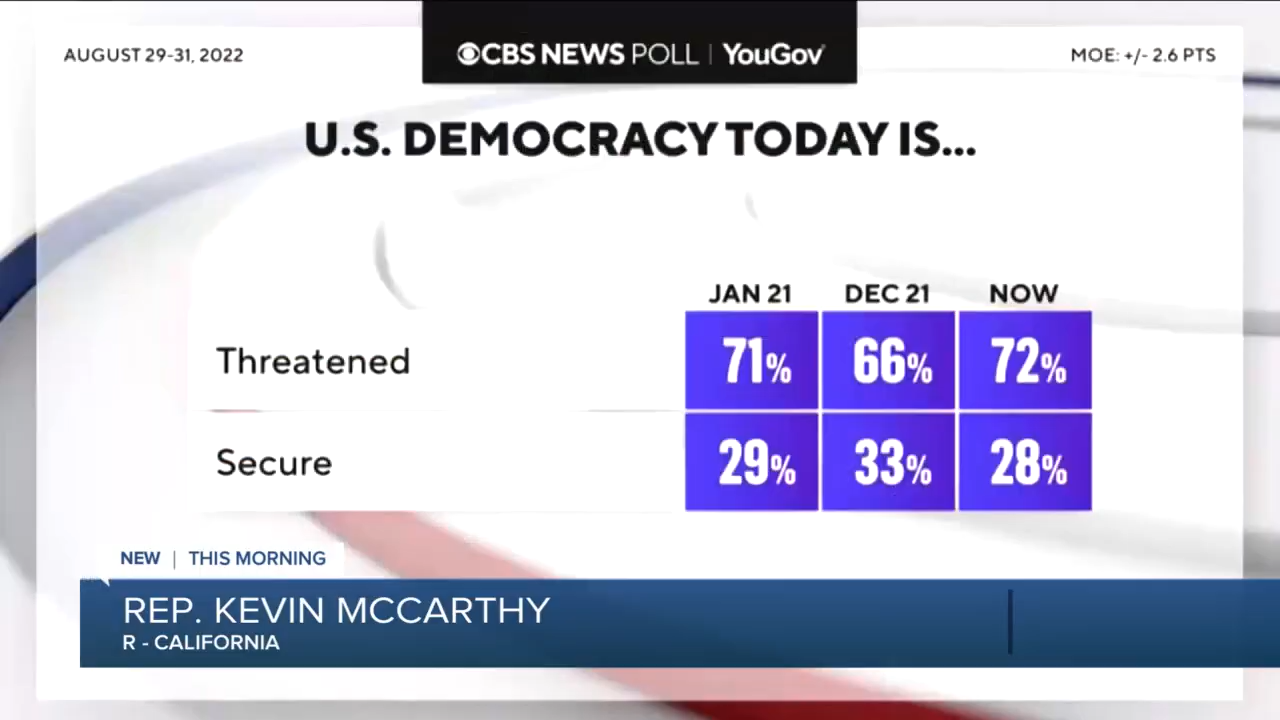 AUGUST 29-31, 2022
CBS NEWS POLL | YouGov
MOE: +/- 2.6 PTS
U.S. DEMOCRACY TODAY IS...
JAN 21 DEC 21 NOW
Threatened 71% 66% 72%
Secure 29% 33% 28%
NEW | THIS MORNING
REP. KEVIN MCCARTHY
R - CALIFORNIA